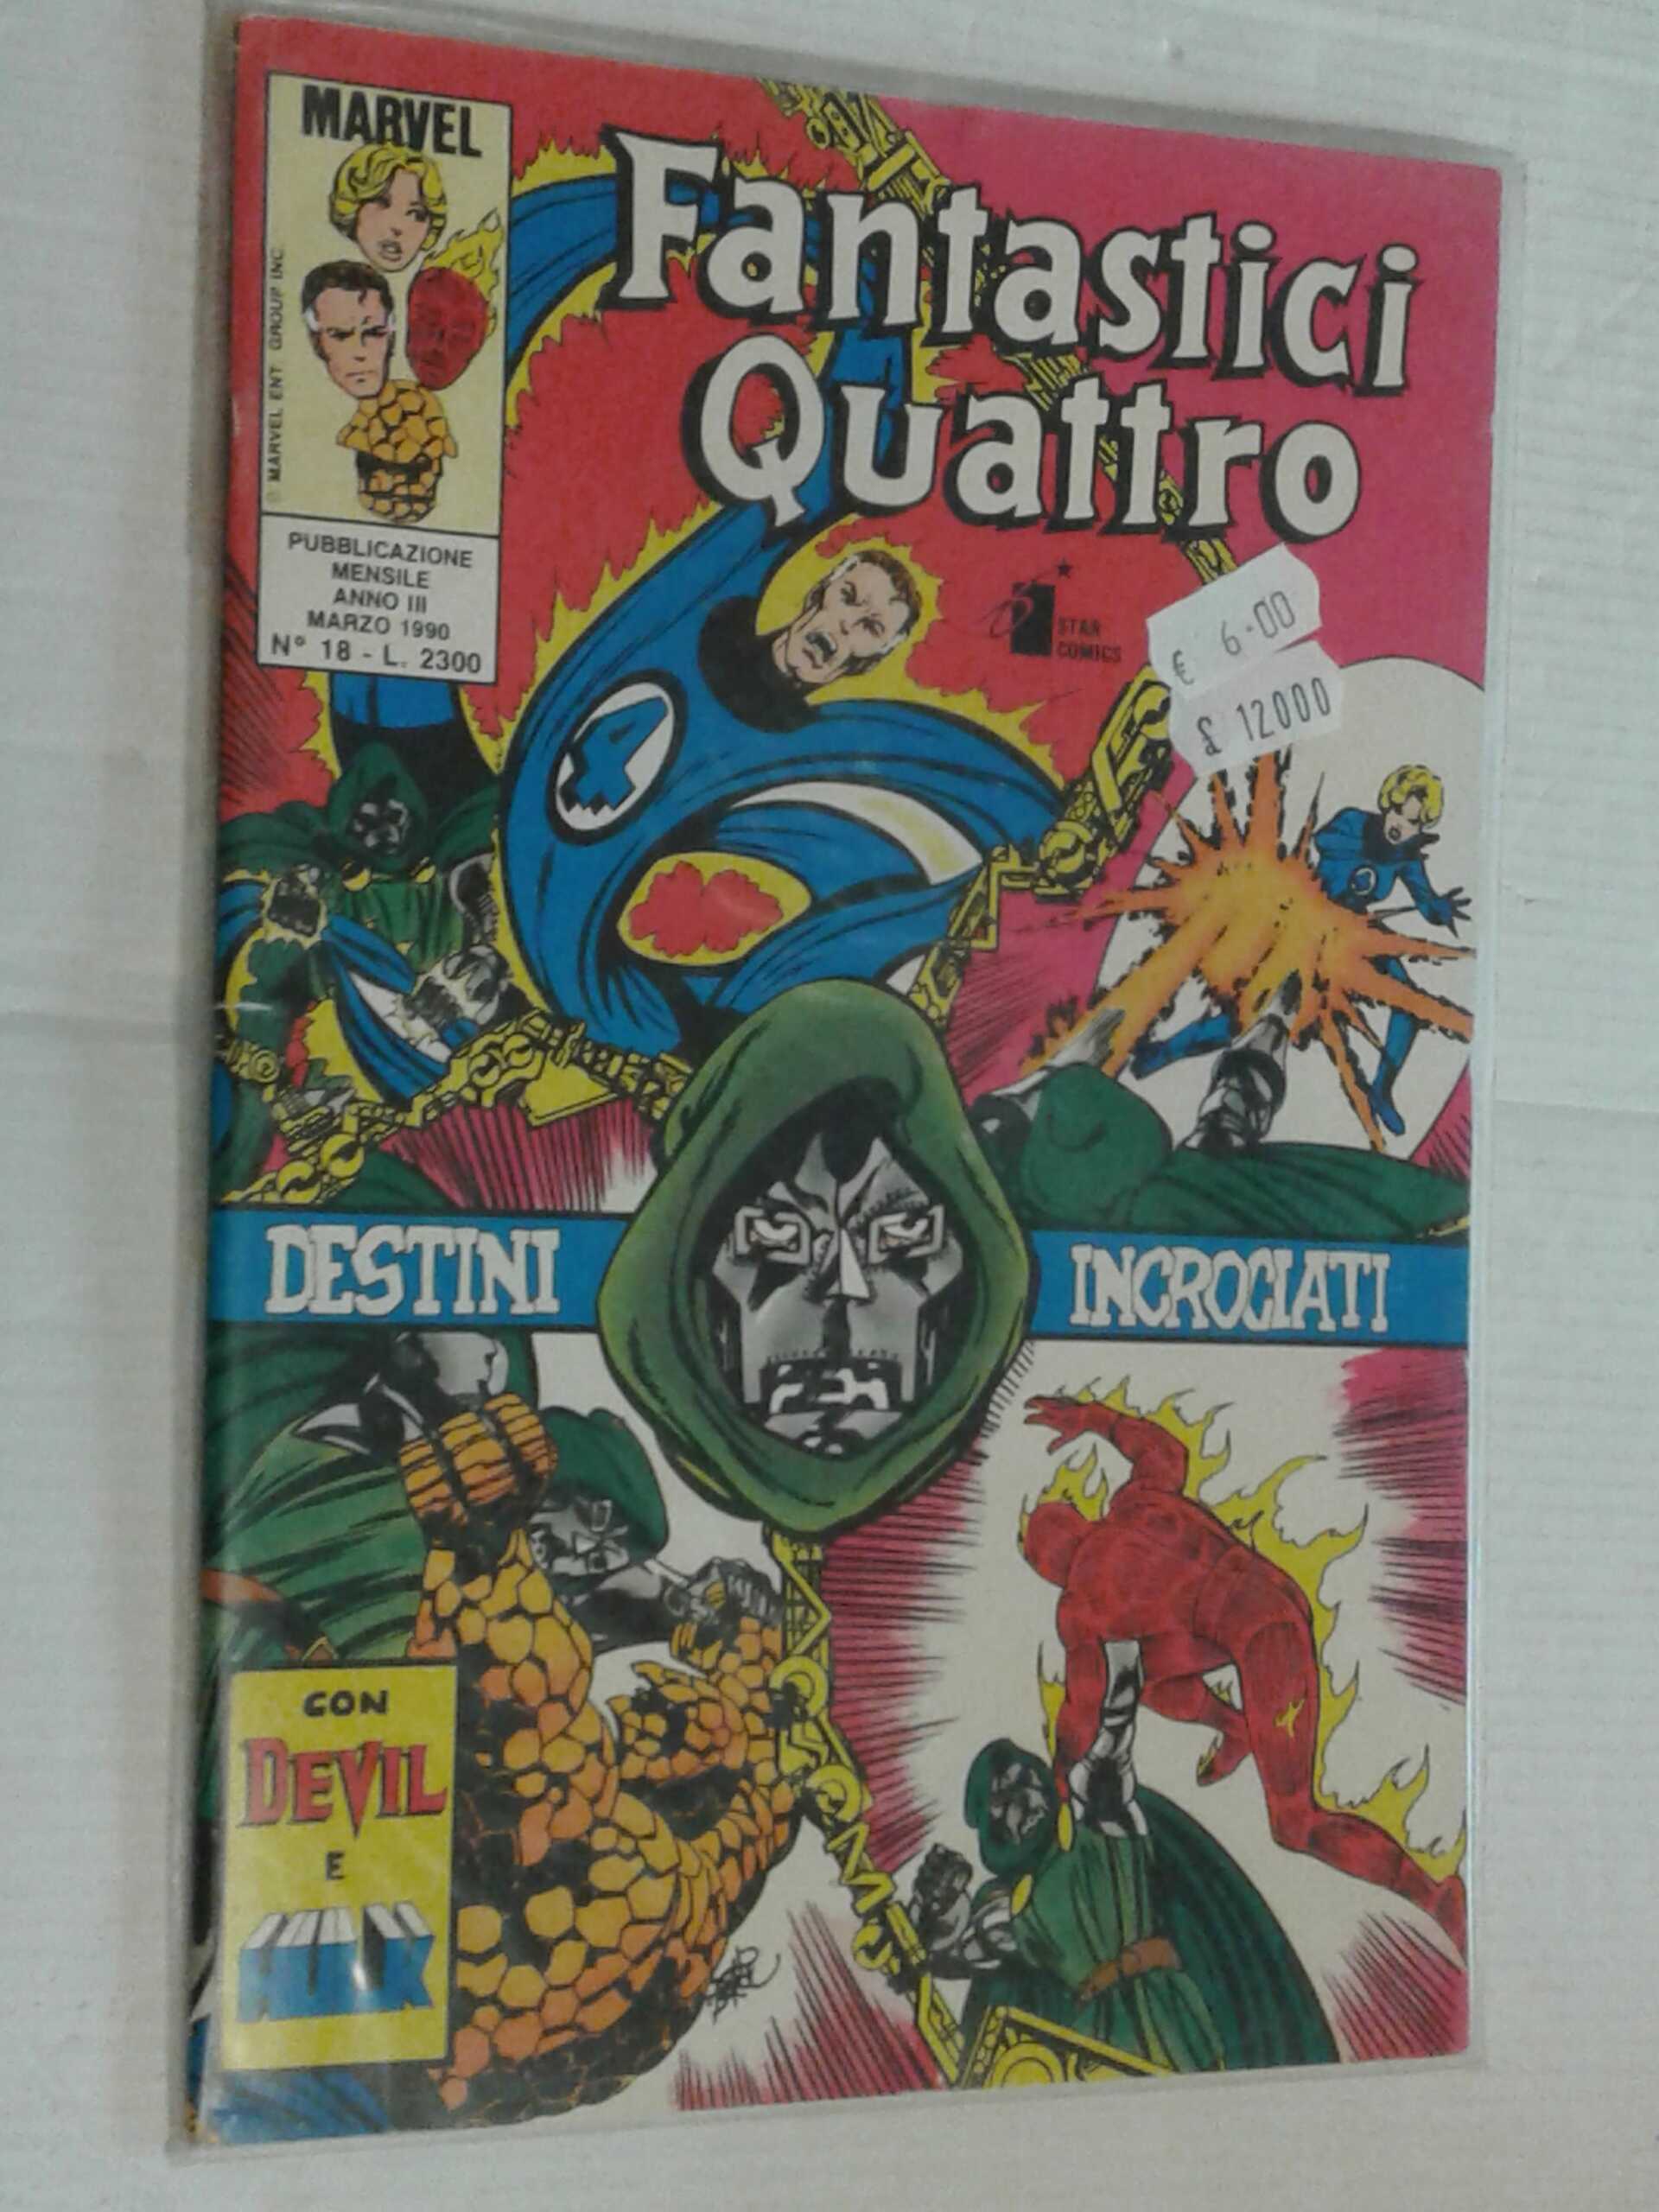 MARVEL
© MARVEL ENT. GROUP INC.
PUBBLICAZIONE
MENSILE
ANNO III
MARZO 1990
N° 18 - L. 2300
Fantastici
Quattro
STAR
COMICS
€ 6.00
£ 12000
4
DESTINI INCROCIATI
CON
DEVIL
E
HULK